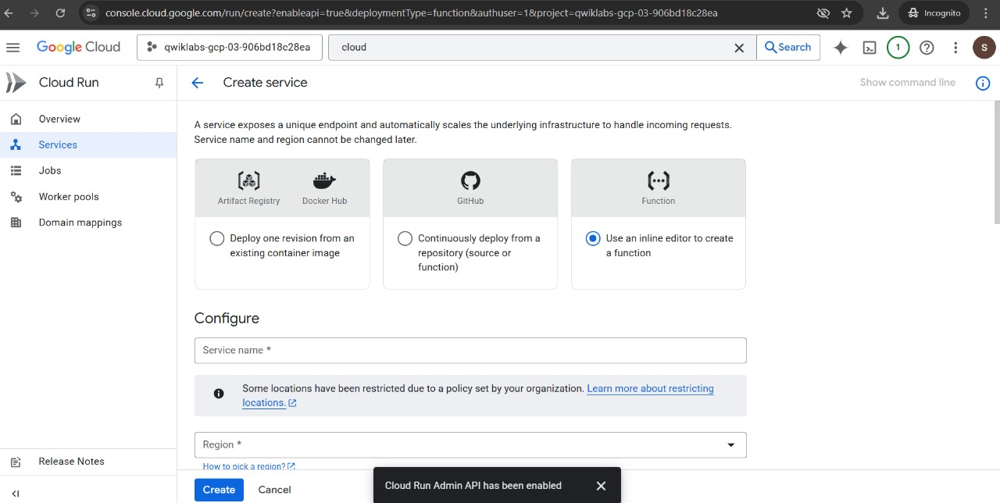 console.cloud.google.com/run/create?enableapi=true&deploymentType=function&authuser=1&project=qwiklabs-gcp-03-906bd18c28ea
Incognito
Google Cloud
qwiklabs-gcp-03-906bd18c28ea
cloud
Search
1
S
Cloud Run
Create service
Show command line
Overview
Services
Jobs
Worker pools
Domain mappings
Release Notes
A service exposes a unique endpoint and automatically scales the underlying infrastructure to handle incoming requests.
Service name and region cannot be changed later.
Artifact Registry
Docker Hub
Deploy one revision from an
existing container image
GitHub
Continuously deploy from a
repository (source or
function)
Function
Use an inline editor to create
a function
Configure
Service name *
Some locations have been restricted due to a policy set by your organization. Learn more about restricting
locations.
Region *
How to pick a region?
Create
Cancel
Cloud Run Admin API has been enabled